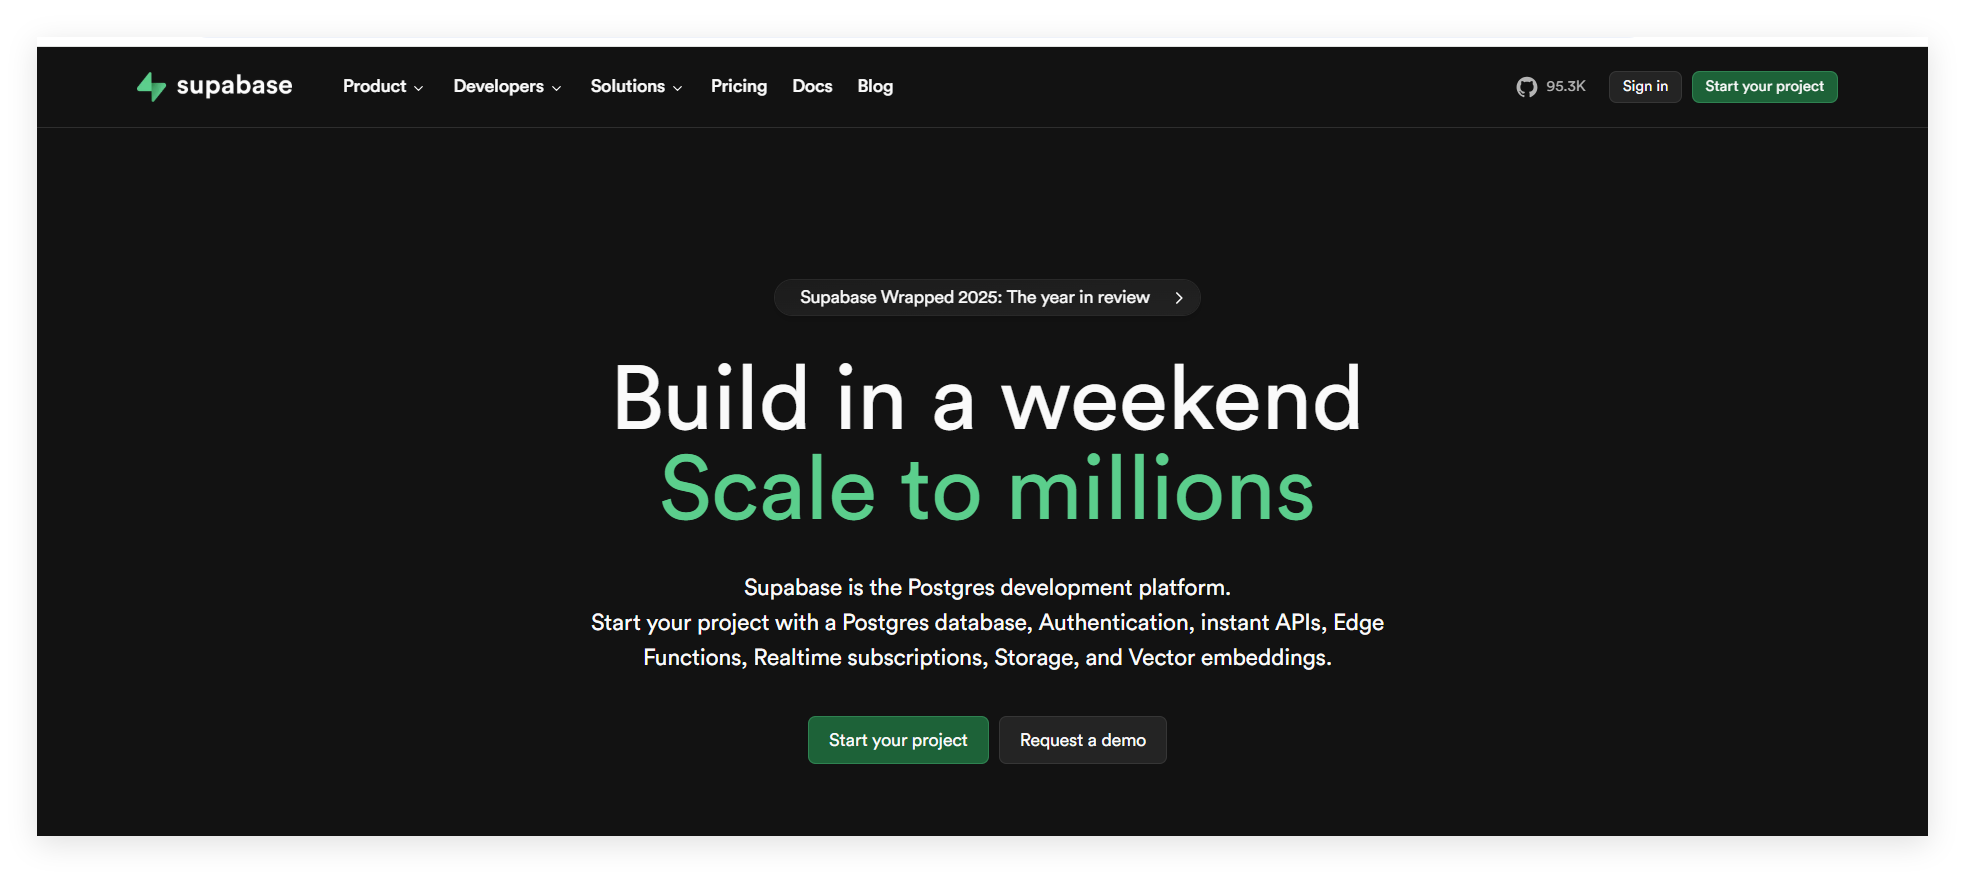 supabase
Product
Developers
Solutions
Pricing
Docs
Blog
95.3K
Sign in
Start your project
Supabase Wrapped 2025: The year in review
Build in a weekend
Scale to millions
Supabase is the Postgres development platform.
Start your project with a Postgres database, Authentication, instant APIs, Edge
Functions, Realtime subscriptions, Storage, and Vector embeddings.
Start your project
Request a demo